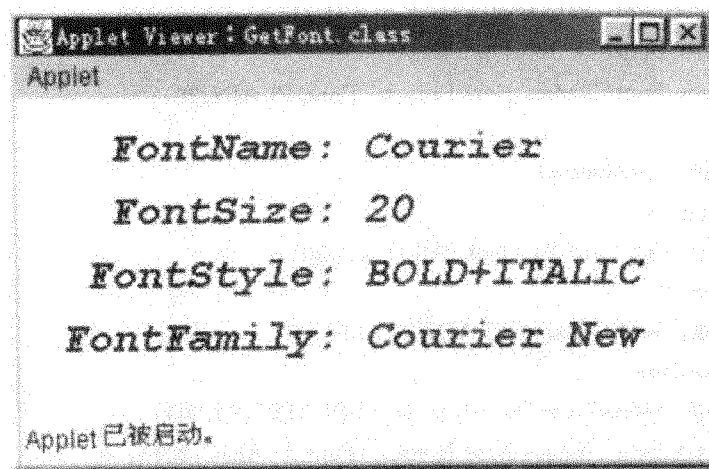 Applet Viewer: GetFont.class
Applet
FontName: Courier
FontSize: 20
FontStyle: BOLD+ITALIC
FontFamily: Courier New
Applet 已被启动。